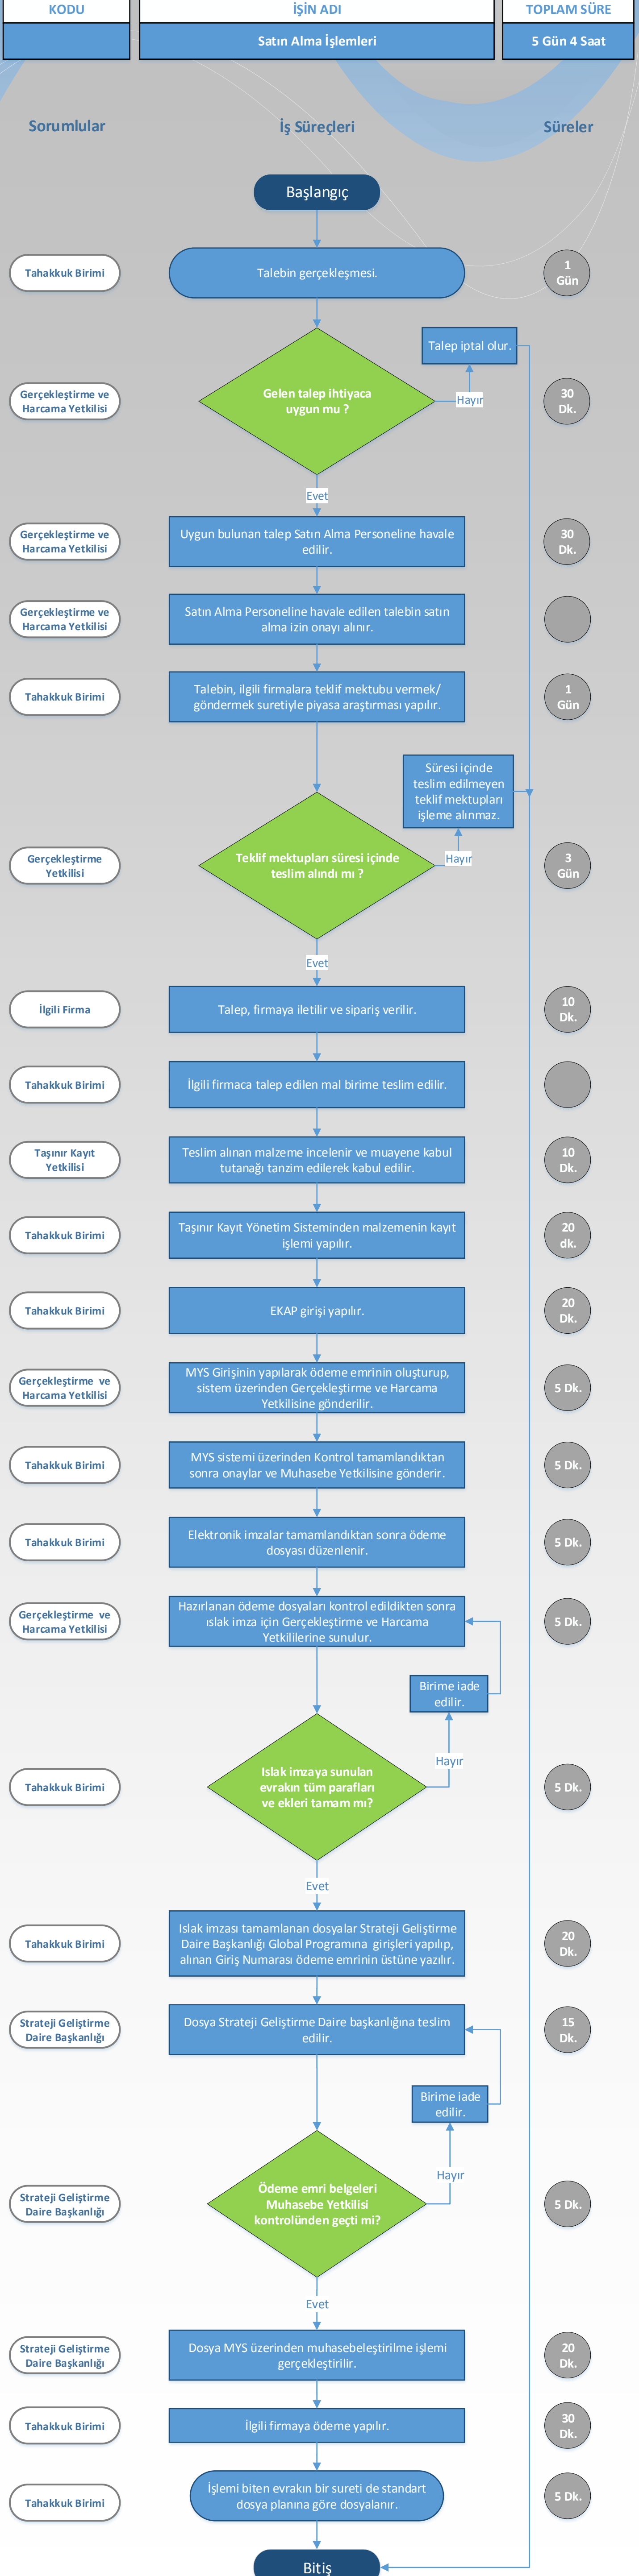 KODU
İŞİN ADI
TOPLAM SÜRE
Satın Alma İşlemleri
5 Gün 4 Saat
Sorumlular
İş Süreçleri
Süreler
Başlangıç
Tahakkuk Birimi
Talebin gerçekleşmesi.
1
Gün
Talep iptal olur.
Gerçekleştirme ve
Harcama Yetkilisi
Gelen talep ihtiyaca
uygun mu ?
Hayır
30
Dk.
Evet
Gerçekleştirme ve
Harcama Yetkilisi
Uygun bulunan talep Satın Alma Personeline havale
edilir.
30
Dk.
Gerçekleştirme ve
Harcama Yetkilisi
Satın Alma Personeline havale edilen talebin satın
alma izin onayı alınır.
Tahakkuk Birimi
Talebin, ilgili firmalara teklif mektubu vermek/
göndermek suretiyle piyasa araştırması yapılır.
1
Gün
Süresi içinde
teslim edilmeyen
teklif mektupları
işleme alınmaz.
Gerçekleştirme
Yetkilisi
Teklif mektupları süresi içinde
teslim alındı mı ?
Hayır
3
Gün
Evet
İlgili Firma
Talep, firmaya iletilir ve sipariş verilir.
10
Dk.
Tahakkuk Birimi
İlgili firmaca talep edilen mal birime teslim edilir.
Taşınır Kayıt
Yetkilisi
Teslim alınan malzeme incelenir ve muayene kabul
tutanağı tanzim edilerek kabul edilir.
10
Dk.
Tahakkuk Birimi
Taşınır Kayıt Yönetim Sisteminden malzemenin kayıt
işlemi yapılır.
20
dk.
Tahakkuk Birimi
EKAP girişi yapılır.
20
Dk.
Gerçekleştirme ve
Harcama Yetkilisi
MYS Girişinin yapılarak ödeme emrinin oluşturup,
sistem üzerinden Gerçekleştirme ve Harcama
Yetkilisine gönderilir.
5 Dk.
Tahakkuk Birimi
MYS sistemi üzerinden Kontrol tamamlandıktan
sonra onaylar ve Muhasebe Yetkilisine gönderir.
5 Dk.
Tahakkuk Birimi
Elektronik imzalar tamamlandıktan sonra ödeme
dosyası düzenlenir.
5 Dk.
Gerçekleştirme ve
Harcama Yetkilisi
Hazırlanan ödeme dosyaları kontrol edildikten sonra
ıslak imza için Gerçekleştirme ve Harcama
Yetkililerine sunulur.
5 Dk.
Birime iade
edilir.
Hayır
Tahakkuk Birimi
Islak imzaya sunulan
evrakın tüm parafları
ve ekleri tamam mı?
5 Dk.
Evet
Tahakkuk Birimi
Islak imzası tamamlanan dosyalar Strateji Geliştirme
Daire Başkanlığı Global Programına girişleri yapılıp,
alınan Giriş Numarası ödeme emrinin üstüne yazılır.
20
Dk.
Strateji Geliştirme
Daire Başkanlığı
Dosya Strateji Geliştirme Daire başkanlığına teslim
edilir.
15
Dk.
Birime iade
edilir.
Hayır
Strateji Geliştirme
Daire Başkanlığı
Ödeme emri belgeleri
Muhasebe Yetkilisi
kontrolünden geçti mi?
5 Dk.
Evet
Strateji Geliştirme
Daire Başkanlığı
Dosya MYS üzerinden muhasebeleştirilme işlemi
gerçekleştirilir.
20
Dk.
Tahakkuk Birimi
İlgili firmaya ödeme yapılır.
30
Dk.
Tahakkuk Birimi
İşlemi biten evrakın bir sureti de standart
dosya planına göre dosyalanır.
5 Dk.
Bitiş